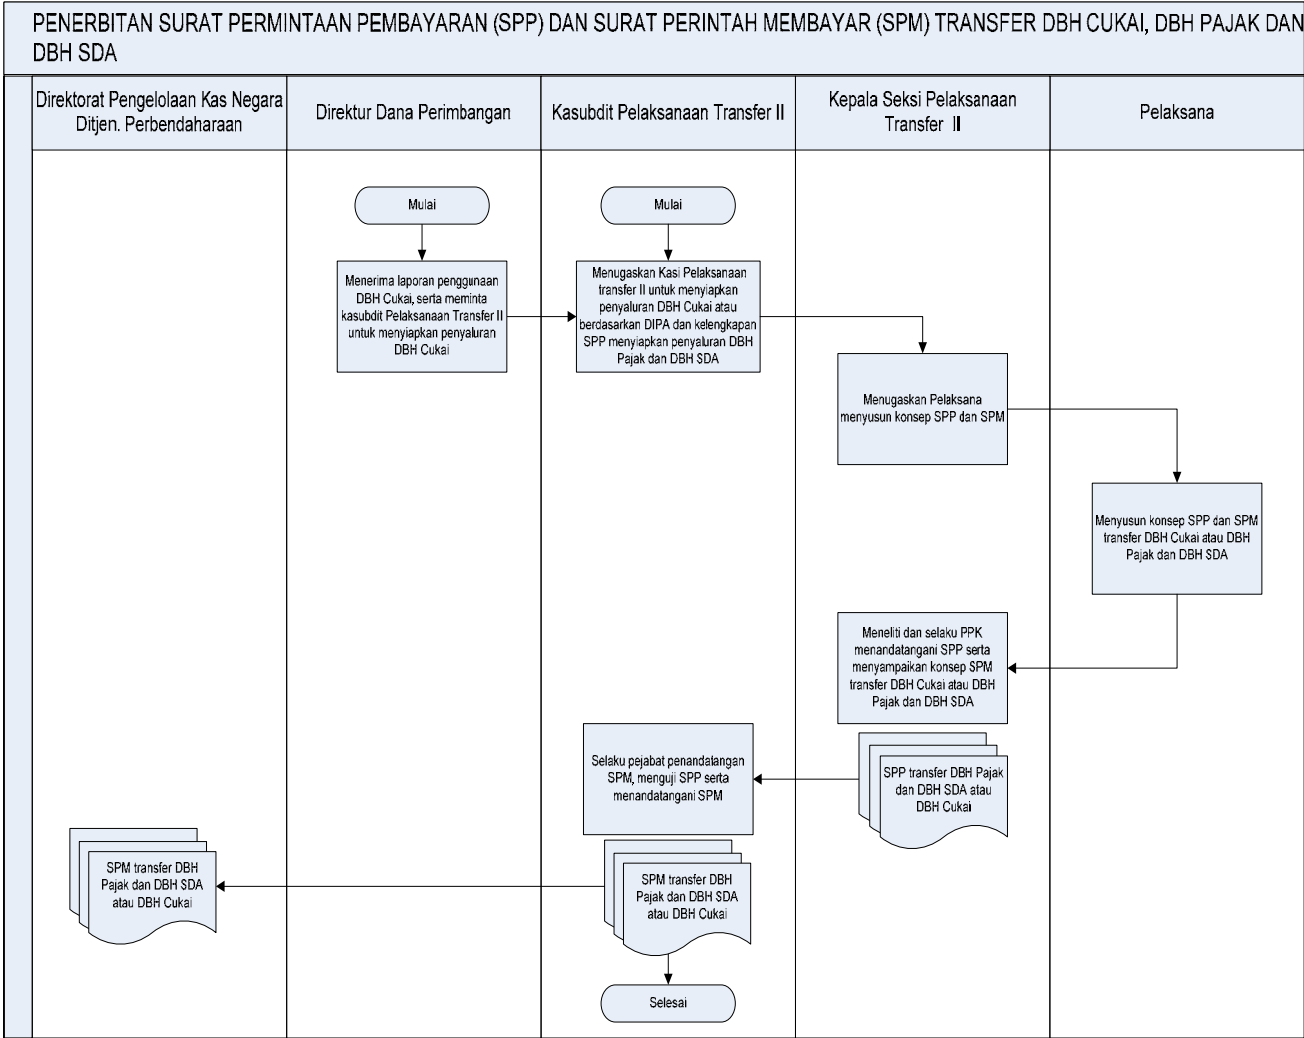 PENERBITAN SURAT PERMINTAAN PEMBAYARAN (SPP) DAN SURAT PERINTAH MEMBAYAR (SPM) TRANSFER DBH CUKAI, DBH PAJAK DAN
DBH SDA
Direktorat Pengelolaan Kas Negara
Ditjen. Perbendaharaan
Direktur Dana Perimbangan
Kasubdit Pelaksanaan Transfer II
Kepala Seksi Pelaksanaan
Transfer II
Pelaksana
Mulai
Mulai
Menerima laporan penggunaan
DBH Cukai, serta meminta
kasubdit Pelaksanaan Transfer II
untuk menyiapkan penyaluran
DBH Cukai
Menugaskan Kasi Pelaksanaan
transfer II untuk menyiapkan
penyaluran DBH Cukai atau
berdasarkan DIPA dan kelengkapan
SPP menyiapkan penyaluran DBH
Pajak dan DBH SDA
Menugaskan Pelaksana
menyusun konsep SPP dan SPM
Menyusun konsep SPP dan SPM
transfer DBH Cukai atau DBH
Pajak dan DBH SDA
Meneliti dan selaku PPK
menandatangani SPP serta
menyampaikan konsep SPM
transfer DBH Cukai atau DBH
Pajak dan DBH SDA
SPP transfer DBH Pajak
dan DBH SDA atau
DBH Cukai
Selaku pejabat penandatangan
SPM, menguji SPP serta
menandatangani SPM
SPM transfer DBH
Pajak dan DBH SDA
atau DBH Cukai
SPM transfer DBH
Pajak dan DBH SDA
atau DBH Cukai
Selesai